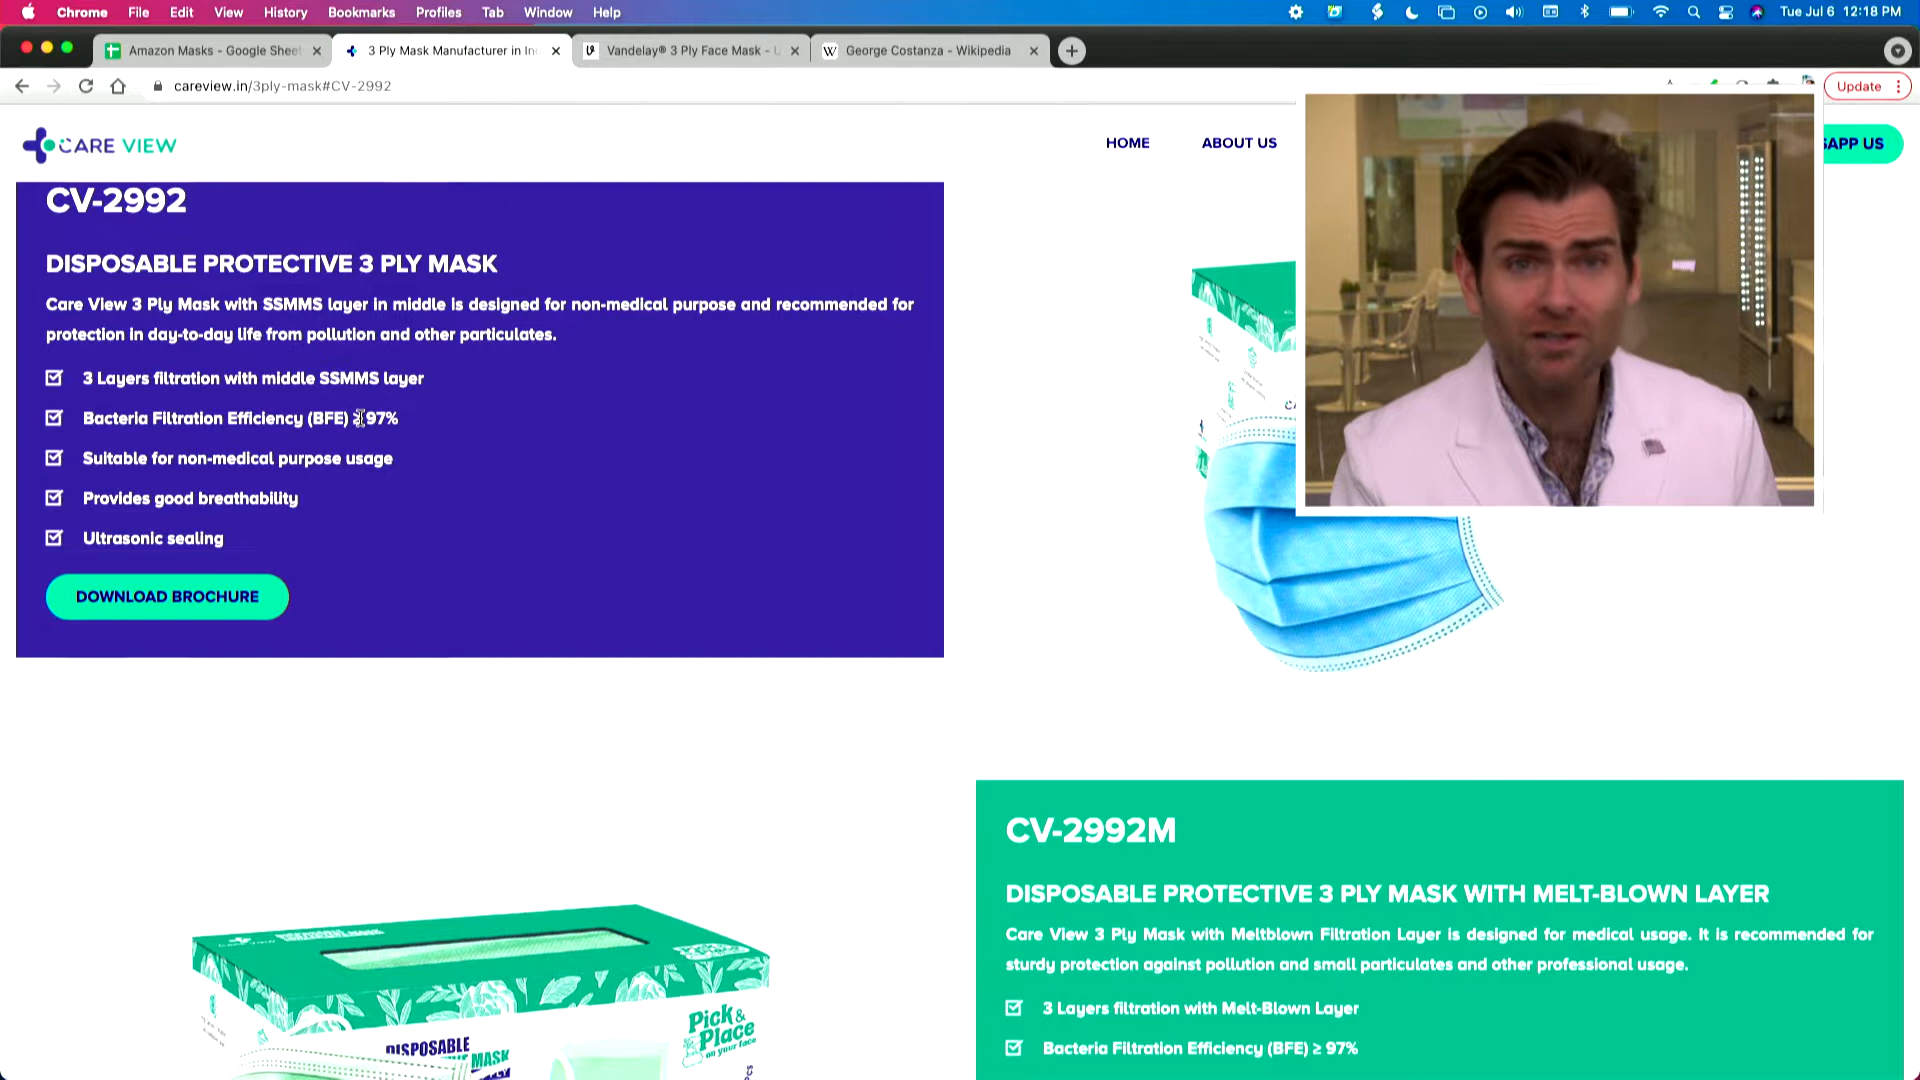 Chrome File Edit View History Bookmarks Profiles Tab Window Help Tue Jul 6 12:18 PM
Amazon Masks - Google Sheet 3 Ply Mask Manufacturer in In Vandelay® 3 Ply Face Mask - U George Costanza - Wikipedia
careview.in/3ply-mask#CV-2992 Update
CARE VIEW HOME ABOUT US SAPP US
CV-2992
DISPOSABLE PROTECTIVE 3 PLY MASK
Care View 3 Ply Mask with SSMMS layer in middle is designed for non-medical purpose and recommended for
protection in day-to-day life from pollution and other particulates.
3 Layers filtration with middle SSMMS layer
Bacteria Filtration Efficiency (BFE) ≥ 97%
Suitable for non-medical purpose usage
Provides good breathability
Ultrasonic sealing
DOWNLOAD BROCHURE
CV-2992M
DISPOSABLE PROTECTIVE 3 PLY MASK WITH MELT-BLOWN LAYER
Care View 3 Ply Mask with Meltblown Filtration Layer is designed for medical usage. It is recommended for
sturdy protection against pollution and small particulates and other professional usage.
3 Layers filtration with Melt-Blown Layer
Bacteria Filtration Efficiency (BFE) ≥ 97%
Pick &
Place
on your face
DISPOSABLE
MASK